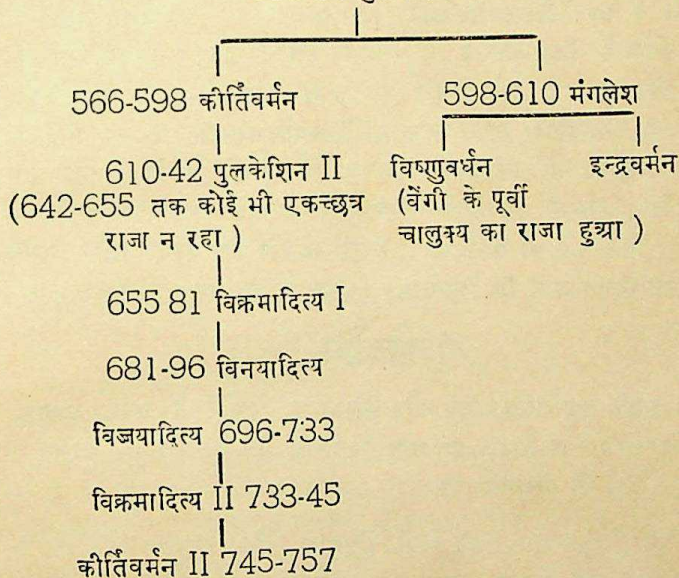 566-598 कीर्तिवर्मन 598-610 मंगलेश
610-42 पुलकेशिन II विष्णुवर्धन इन्द्रवर्मन
(642-655 तक कोई भी एकच्छत्र (वेंगी के पूर्वी
राजा न रहा ) चालुक्य का राजा हुआ )
655 81 विक्रमादित्य I
681-96 विनयादित्य
विजयादित्य 696-733
विक्रमादित्य II 733-45
कीर्तिवर्मन II 745-757